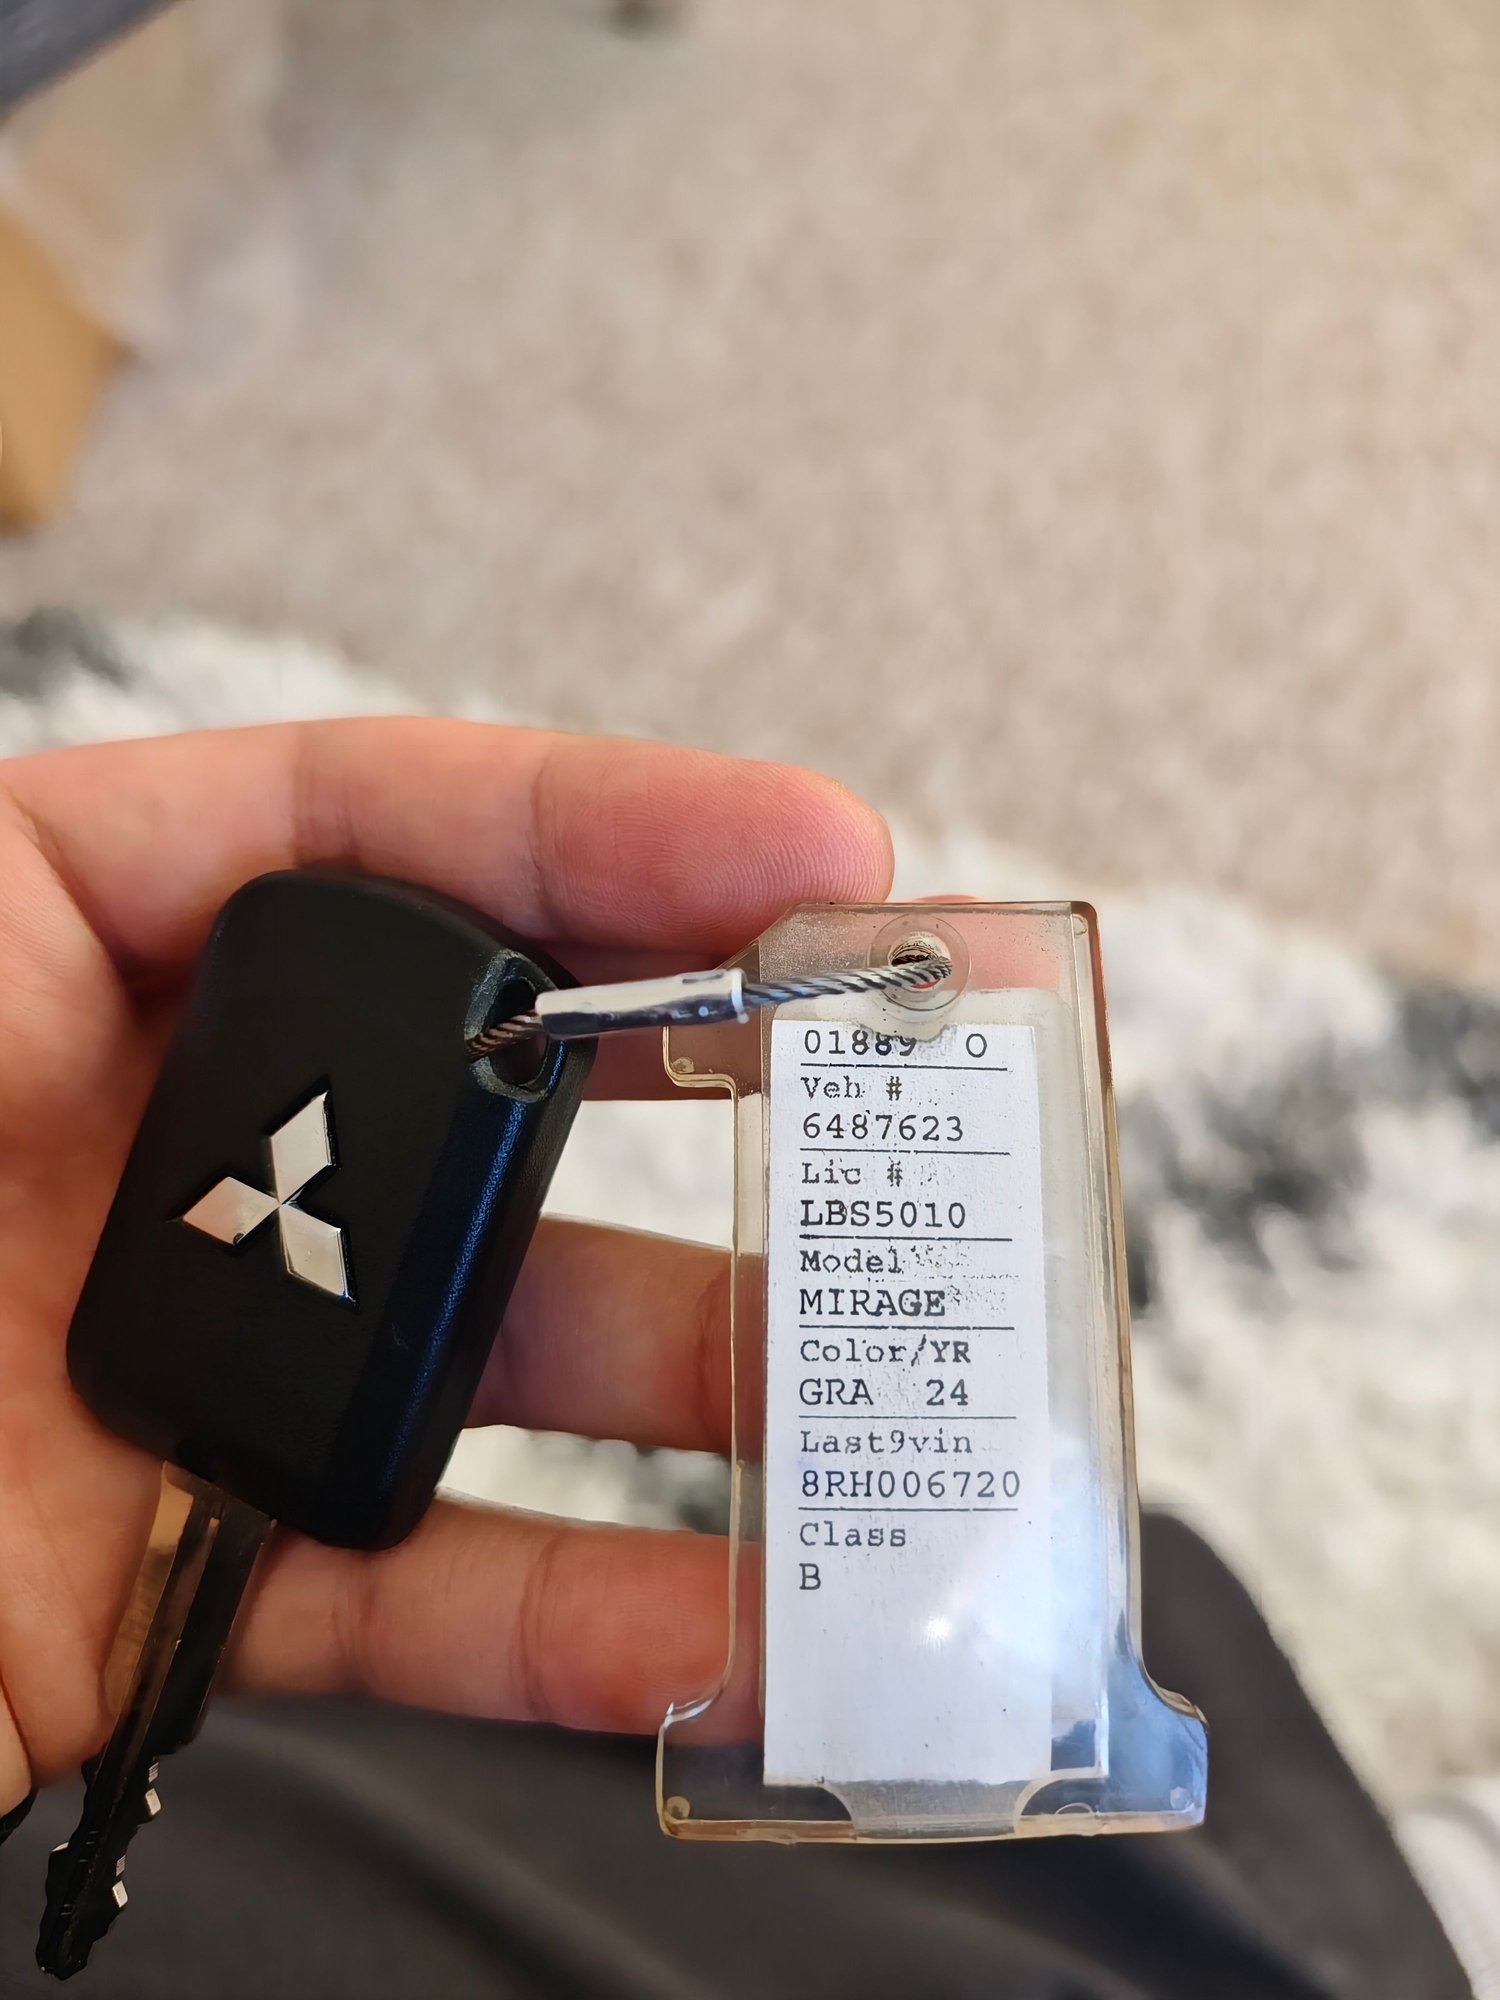 01889 O
Veh #
6487623
Lic #
LBS5010
Model
MIRAGE
Color/YR
GRA 24
Last9vin
8RH006720
Class
B